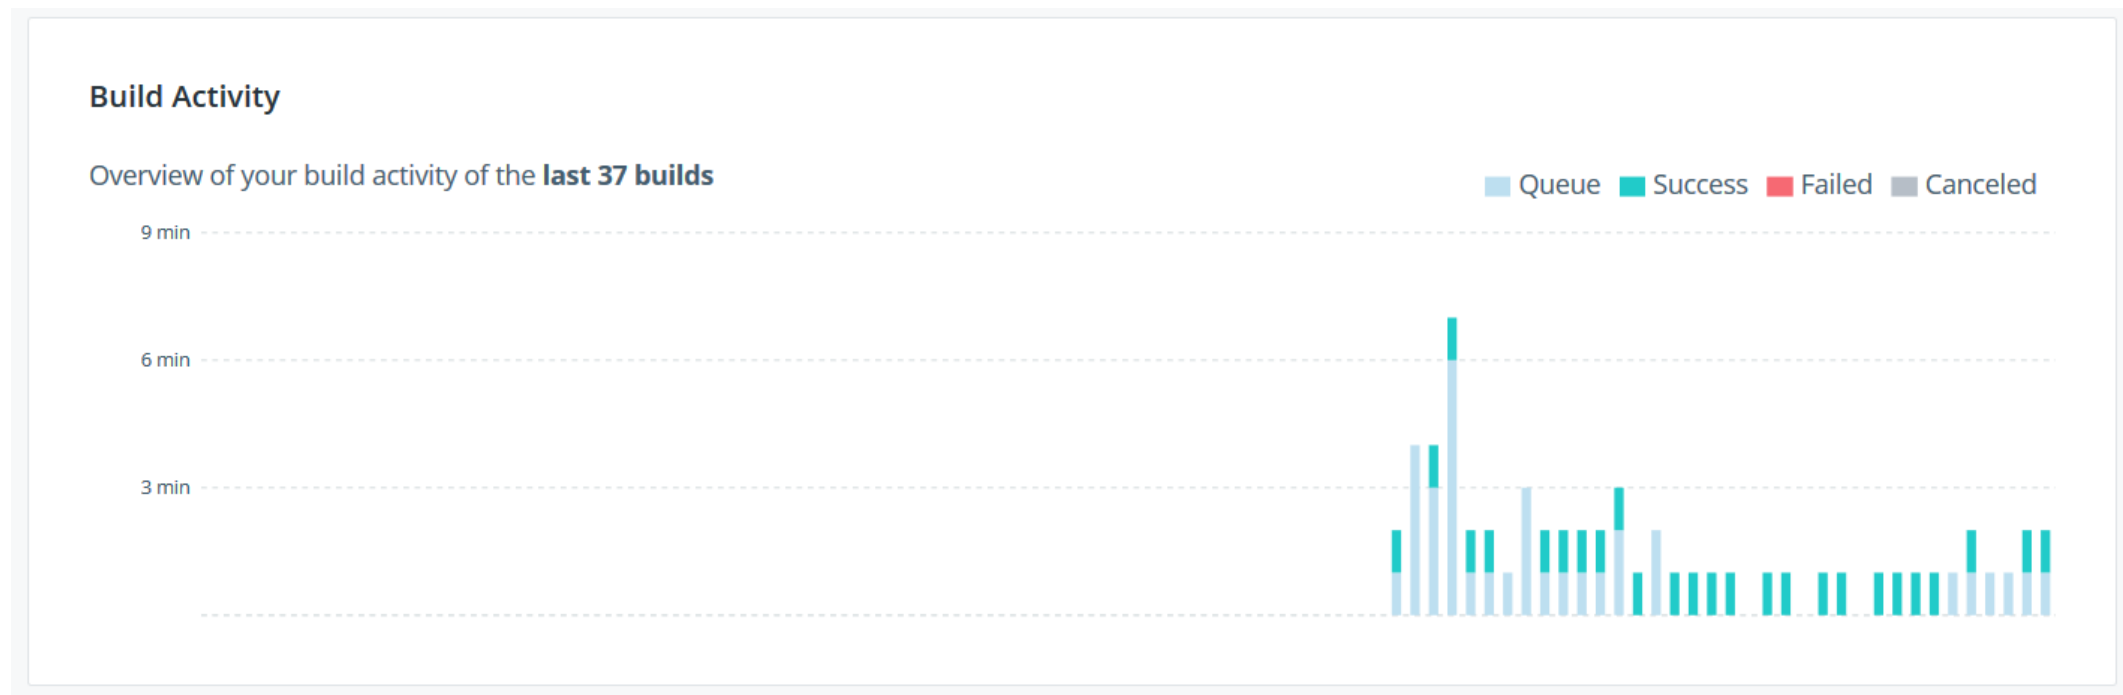 Build Activity
Overview of your build activity of the last 37 builds
Queue Success Failed Canceled
9 min
6 min
3 min